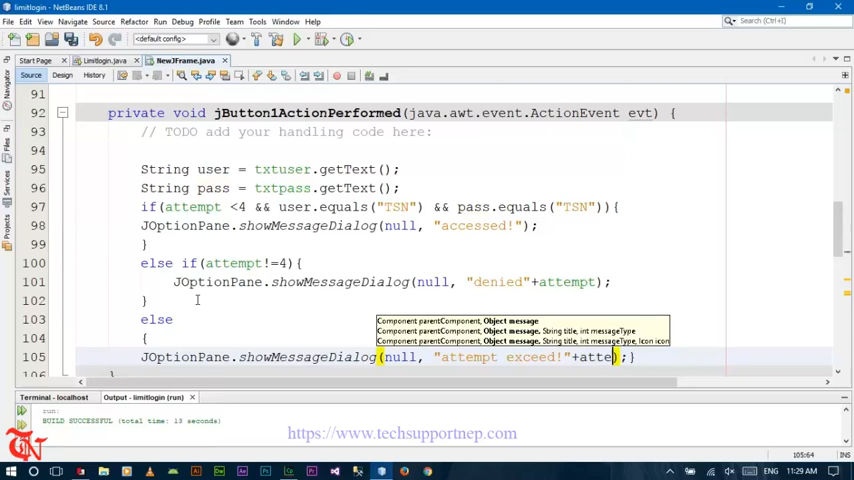 limitlogin - NetBeans IDE 8.1
File Edit View Navigate Source Refactor Run Debug Profile Team Tools Window Help
Search (Ctrl+I)
<default config>
Start Page Limitlogin.java NewJFrame.java
Source Design History
Navigator
Files
Services
Projects
91
92 private void jButton1ActionPerformed(java.awt.event.ActionEvent evt) {
93 // TODO add your handling code here:
94
95 String user = txtuser.getText();
96 String pass = txtpass.getText();
97 if(attempt <4 && user.equals("TSN") && pass.equals("TSN")){
98 JOptionPane.showMessageDialog(null, "accessed!");
99 }
100 else if(attempt!=4){
101 JOptionPane.showMessageDialog(null, "denied"+attempt);
102 }
103 else
Component parentComponent, Object message
Component parentComponent, Object message, String title, int messageType
104 {
Component parentComponent, Object message, String title, int messageType, Icon icon
105 JOptionPane.showMessageDialog(null, "attempt exceed!"+atte);}
106 }
Terminal - localhost Output - limitlogin (run)
run:
BUILD SUCCESSFUL (total time: 13 seconds)
https://www.techsupportnep.com
TN
105:64 INS
ENG 11:29 AM